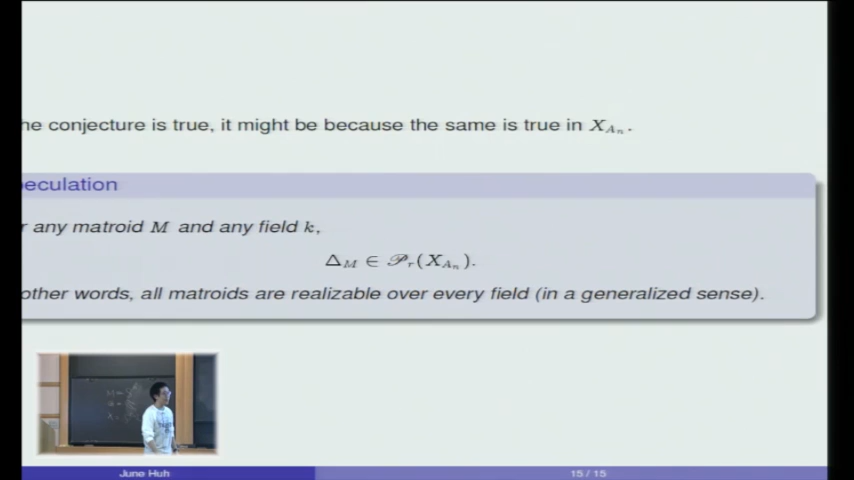 he conjecture is true, it might be because the same is true in X_{A_n}.
eculation
r any matroid M and any field k,
Δ_M ∈ 𝒫_r(X_{A_n}).
other words, all matroids are realizable over every field (in a generalized sense).
June Huh
15 / 15